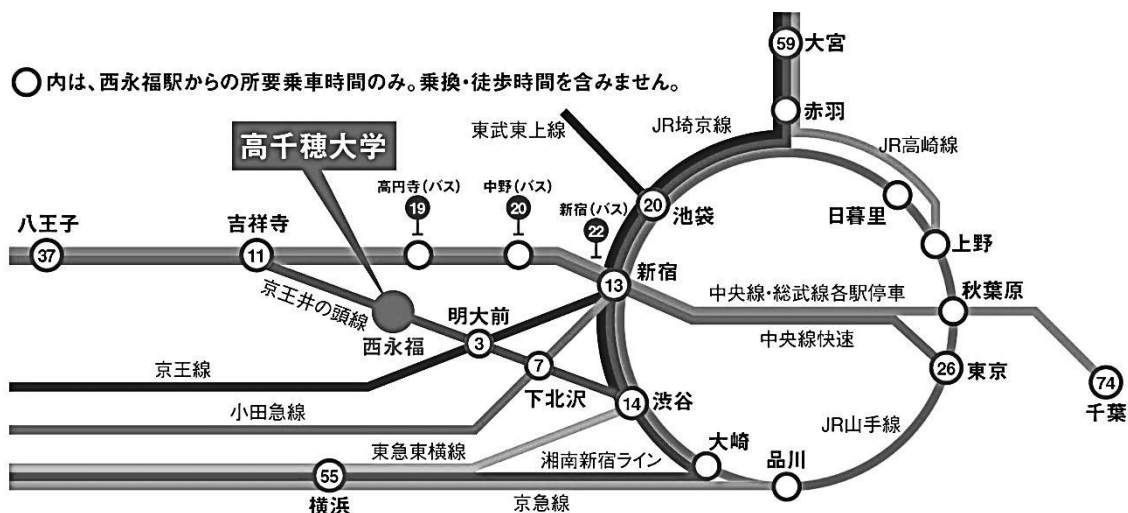 59 大宮
○内は、西永福駅からの所要乗車時間のみ。乗換・徒歩時間を含みません。
赤羽
東武東上線
JR埼京線
JR高崎線
高千穂大学
高円寺(バス)
19
中野(バス)
20
新宿(バス)
22
20 池袋
日暮里
上野
八王子
37
吉祥寺
11
新宿
13
京王井の頭線
西永福
明大前
3
中央線・総武線各駅停車
秋葉原
中央線快速
京王線
7
下北沢
26 東京
74
千葉
小田急線
14 渋谷
JR山手線
東急東横線
大崎
湘南新宿ライン
品川
55
横浜
京急線